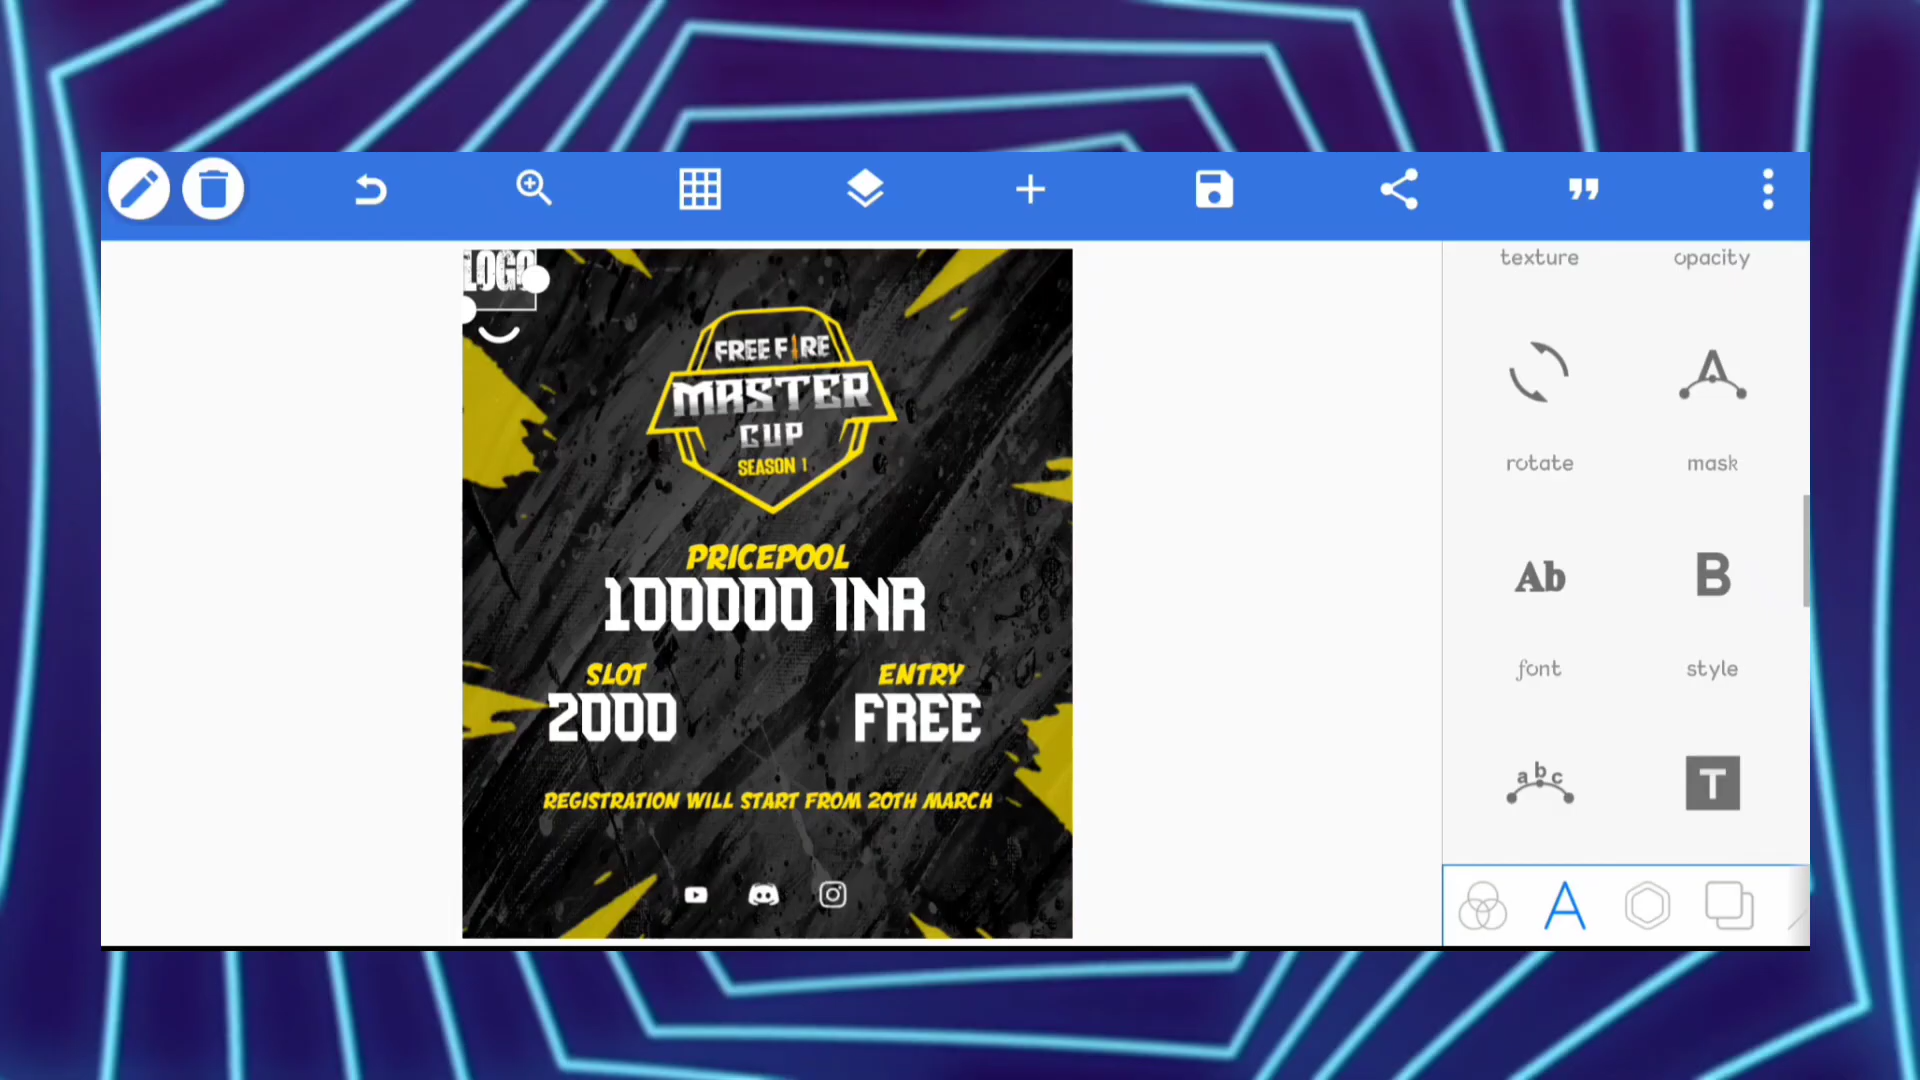 texture opacity
LOGO
FREE FIRE
MASTER
CUP
SEASON 1
rotate mask
PRICEPOOL
100000 INR
Ab B
font style
SLOT ENTRY
2000 FREE
abc T
REGISTRATION WILL START FROM 20TH MARCH
A